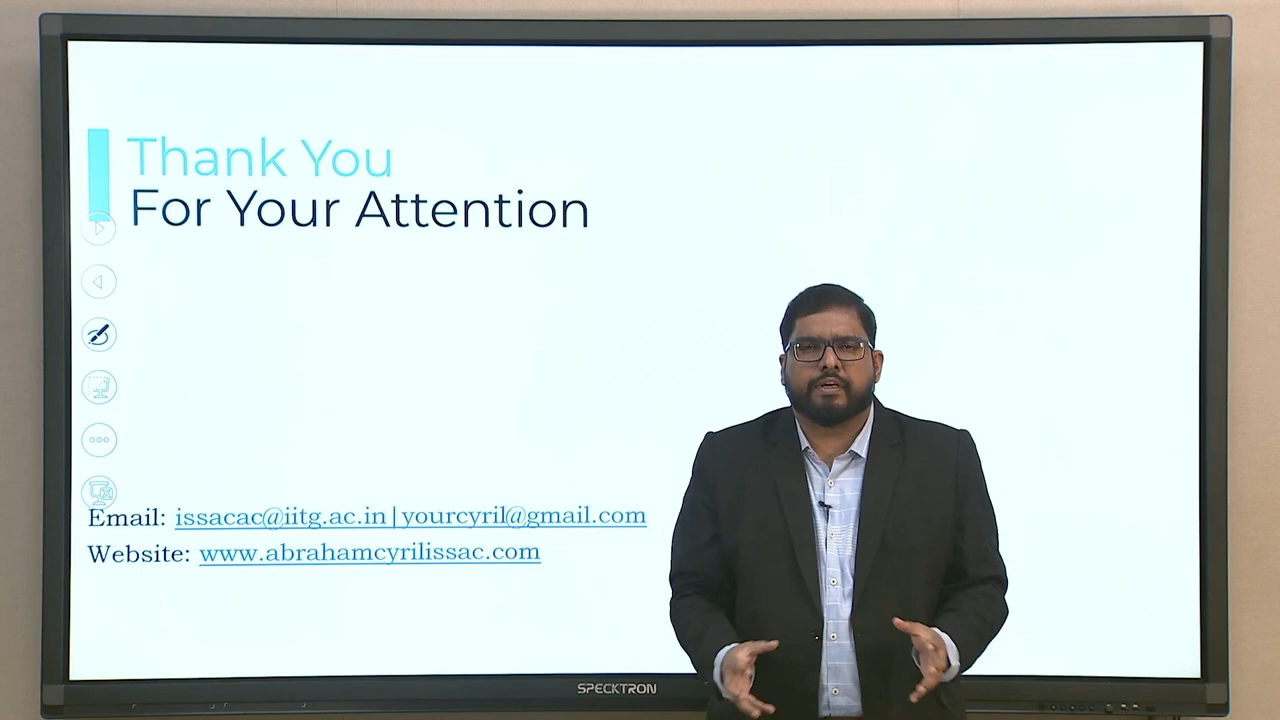 Thank You
For Your Attention
Email: issacac@iitg.ac.in|yourcyril@gmail.com
Website: www.abrahamcyrilissac.com
SPECKTRON